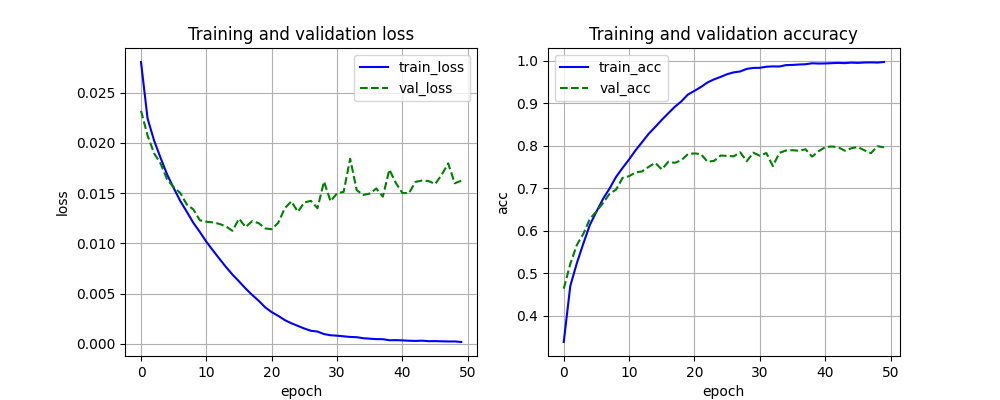 Training and validation loss
train_loss
val_loss
0.025
0.020
0.015
0.010
0.005
0.000
loss
0 10 20 30 40 50
epoch
Training and validation accuracy
train_acc
val_acc
1.0
0.9
0.8
0.7
0.6
0.5
0.4
acc
0 10 20 30 40 50
epoch